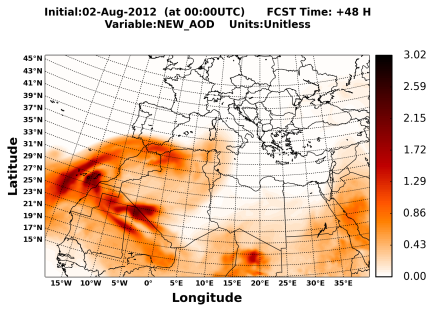 Initial:02-Aug-2012 (at 00:00UTC) FCST Time: +48 H
Variable:NEW_AOD Units:Unitless
45°N
43°N
41°N
39°N
37°N
35°N
33°N
31°N
29°N
27°N
25°N
23°N
21°N
19°N
17°N
15°N
Latitude
15°W 10°W 5°W 0° 5°E 10°E 15°E 20°E 25°E 30°E 35°E
Longitude
3.02
2.59
2.15
1.72
1.29
0.86
0.43
0.00